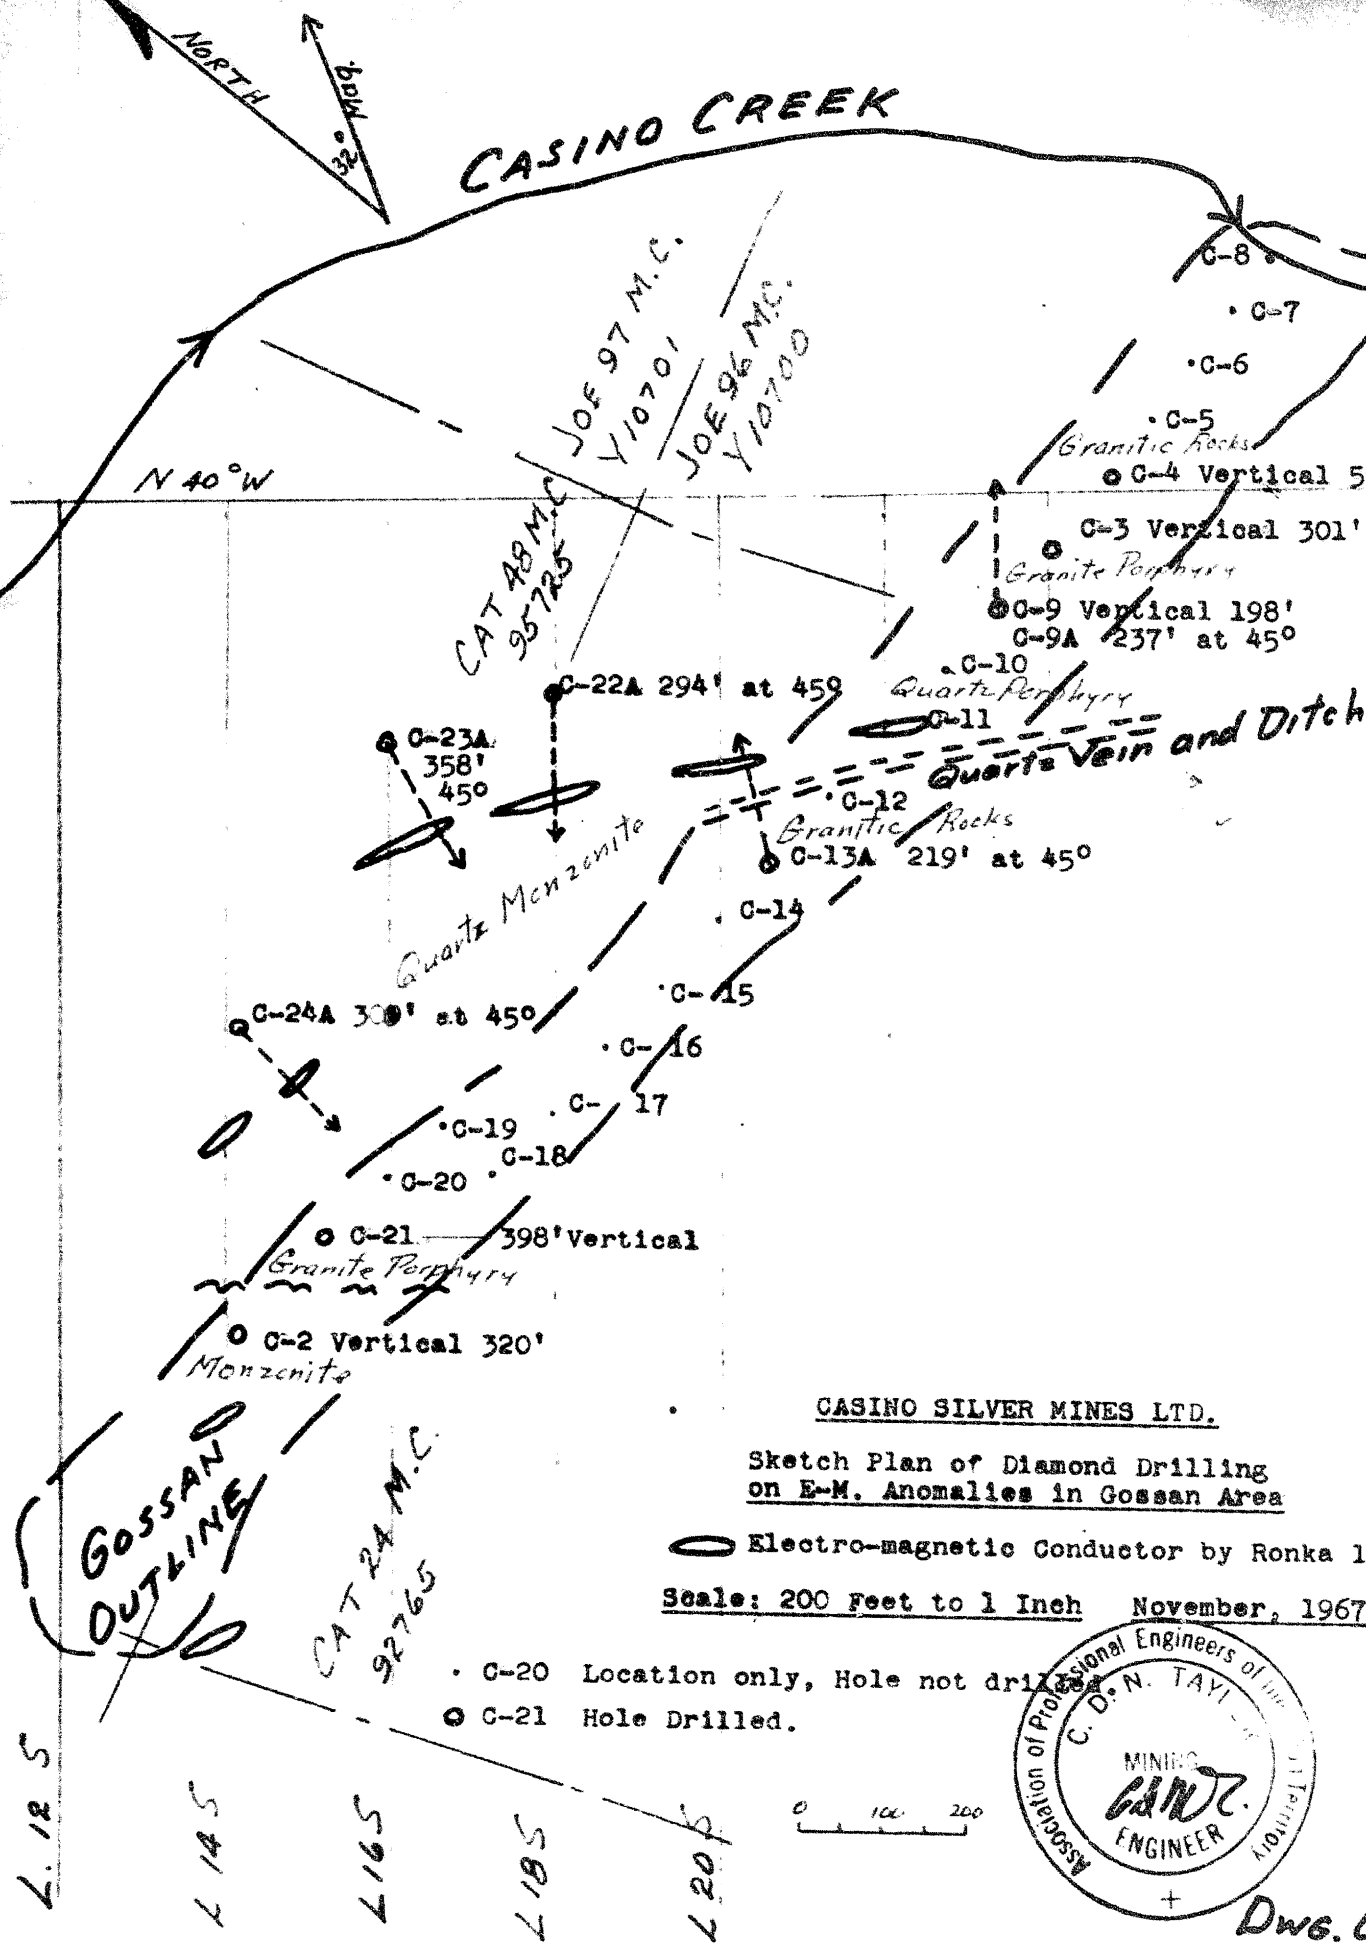 NORTH
Mag.
32°
CASINO CREEK
C-8
C-7
C-6
C-5
Granitic Rocks
C-4 Vertical 5
N 40° W
JOE 97 M.C.
Y10701
JOE 96 M.C.
Y10700
C-3 Vertical 301'
Granite Porphyry
CAT 48 M.C
95725
C-9 Vertical 198'
C-9A 237' at 45°
C-10
C-22A 294' at 45°
Quartz Porphyry
C-11
Quartz Vein and Ditch
C-23A
358'
45°
C-12
Granitic Rocks
C-13A 219' at 45°
Quartz Monzonite
C-14
C-15
C-24A at 45°
C-16
C-17
C-19
C-18
C-20
C-21 398' Vertical
Granite Porphyry
C-2 Vertical 320'
Monzonite
GOSSAN
OUTLINE
CAT 24 M.C.
92765
CASINO SILVER MINES LTD.
Sketch Plan of Diamond Drilling
on E-M. Anomalies in Gossan Area
Electro-magnetic Conductor by Ronka 1
Scale: 200 Feet to 1 Inch November, 1967
C-20 Location only, Hole not drilled.
C-21 Hole Drilled.
0 100 200
Association of Professional Engineers of Territory
C. D. N.
MINING
ENGINEER
L. 12 S
L 14 S
L 16 S
L 18 S
L 20 S
DWG.